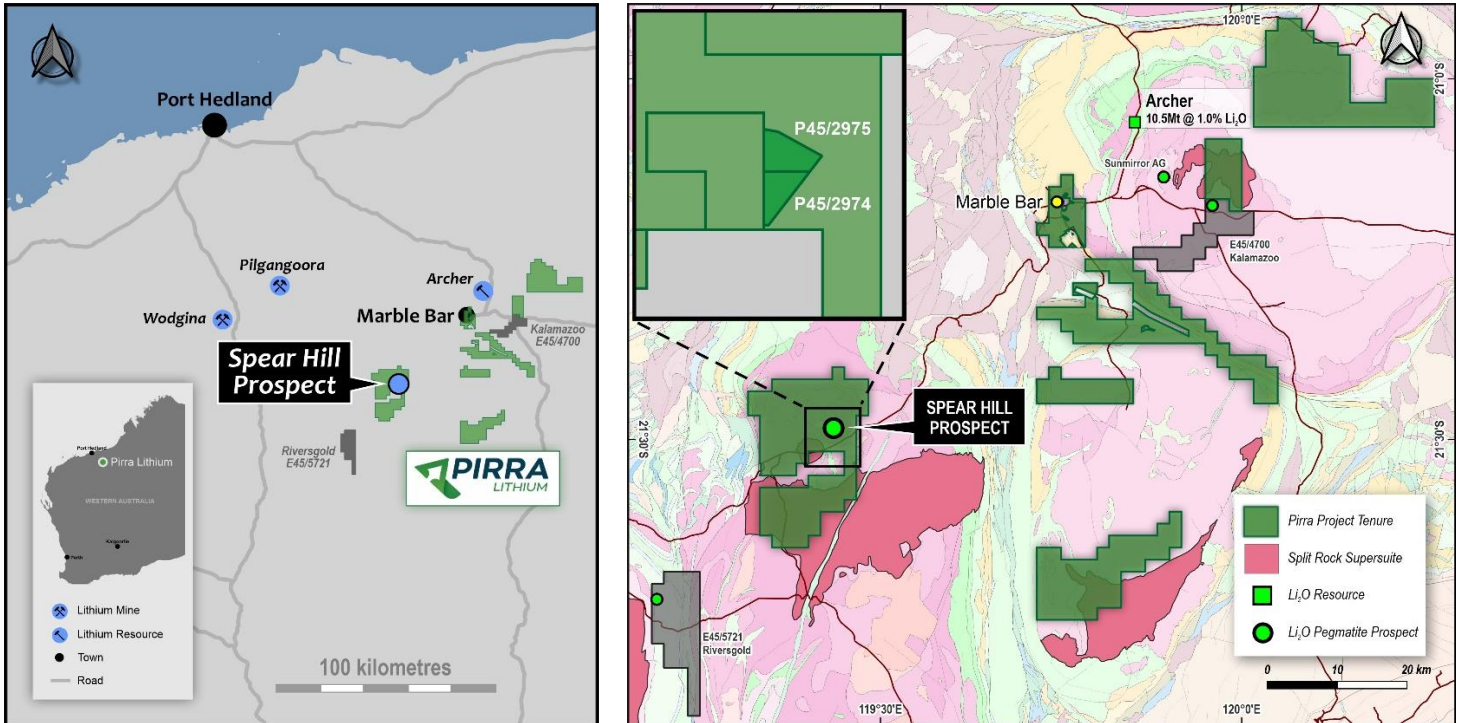 Port Hedland
Pilgangoora
Wodgina
Archer
Marble Bar
Kalamazoo
E45/4700
Spear Hill
Prospect
Riversgold
E45/5721
PIRRA
LITHIUM
Port Hedland
Pirra Lithium
WESTERN AUSTRALIA
Kalgoorlie
Perth
Lithium Mine
Lithium Resource
Town
Road
100 kilometres
120°0'E
21°0'S
P45/2975
P45/2974
Archer
10.5Mt @ 1.0% Li₂O
Sunmirror AG
Marble Bar
E45/4700
Kalamazoo
21°30'S
SPEAR HILL
PROSPECT
21°30'S
E45/5721
Riversgold
Pirra Project Tenure
Split Rock Supersuite
Li₂O Resource
Li₂O Pegmatite Prospect
0 10 20 km
119°30'E
120°0'E